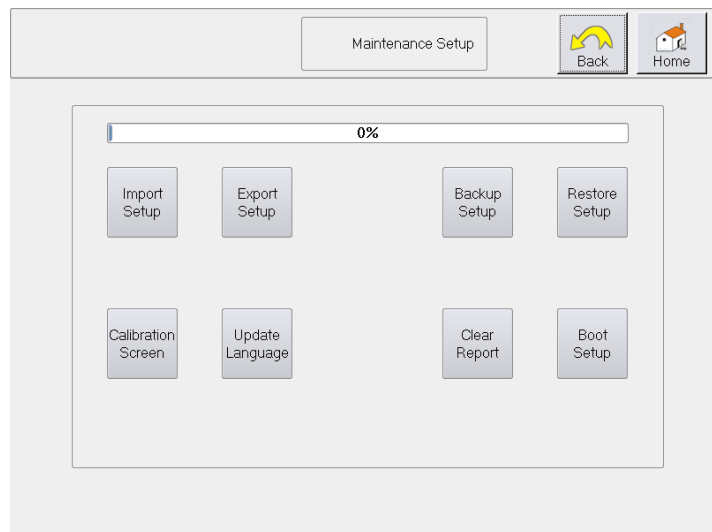 Maintenance Setup
Back
Home
0%
Import
Setup
Export
Setup
Backup
Setup
Restore
Setup
Calibration
Screen
Update
Language
Clear
Report
Boot
Setup